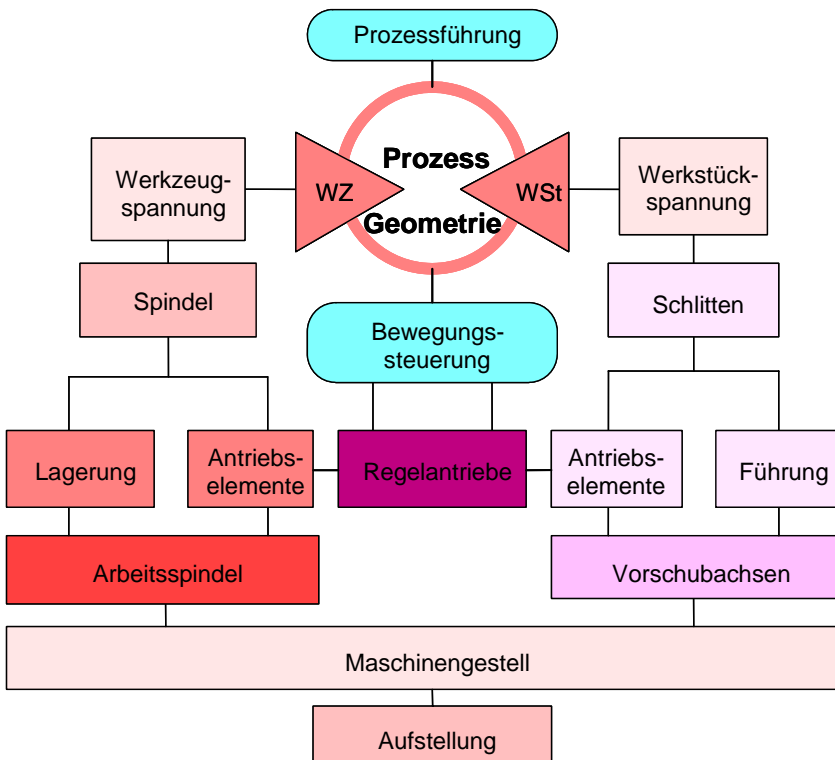 Prozessführung
Prozess
Geometrie
WZ
WSt
Werkzeug-
spannung
Werkstück-
spannung
Spindel
Schlitten
Bewegungs-
steuerung
Lagerung
Antriebs-
elemente
Regelantriebe
Antriebs-
elemente
Führung
Arbeitsspindel
Vorschubachsen
Maschinengestell
Aufstellung